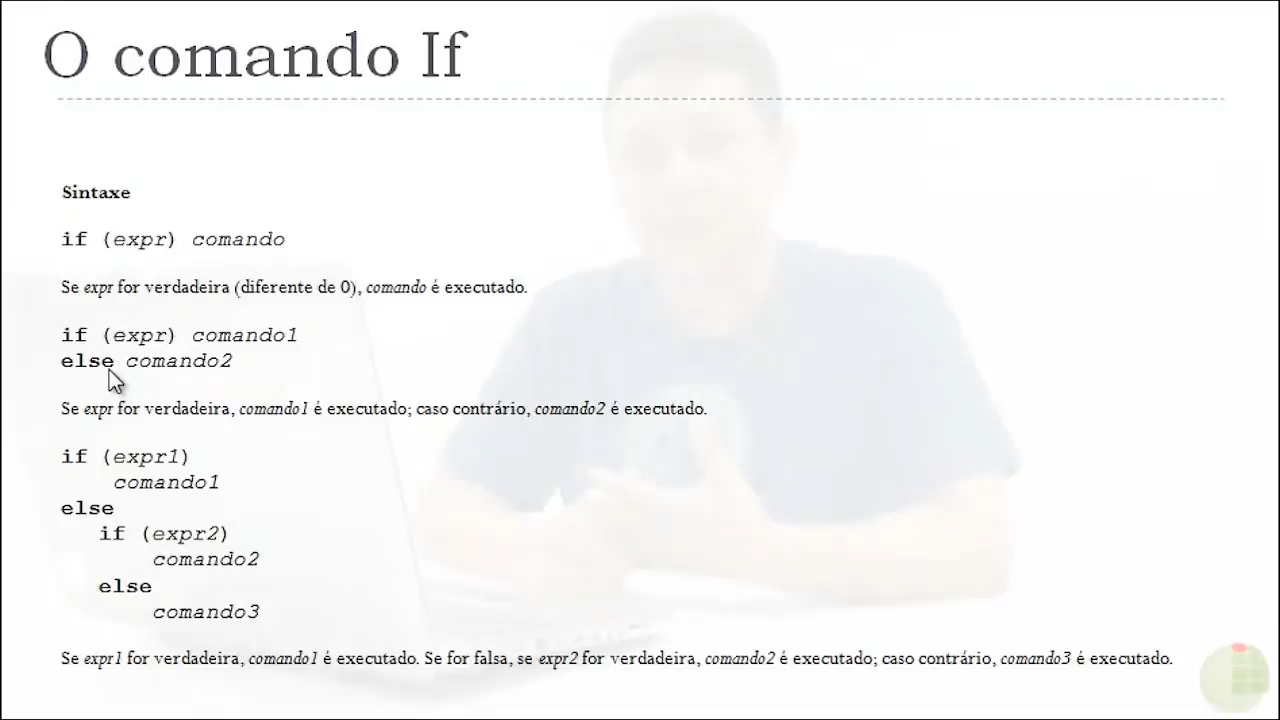 O comando If
Sintaxe
if (expr) comando
Se expr for verdadeira (diferente de 0), comando é executado.
if (expr) comando1
else comando2
Se expr for verdadeira, comando1 é executado; caso contrário, comando2 é executado.
if (expr1)
comando1
else
if (expr2)
comando2
else
comando3
Se expr1 for verdadeira, comando1 é executado. Se for falsa, se expr2 for verdadeira, comando2 é executado; caso contrário, comando3 é executado.